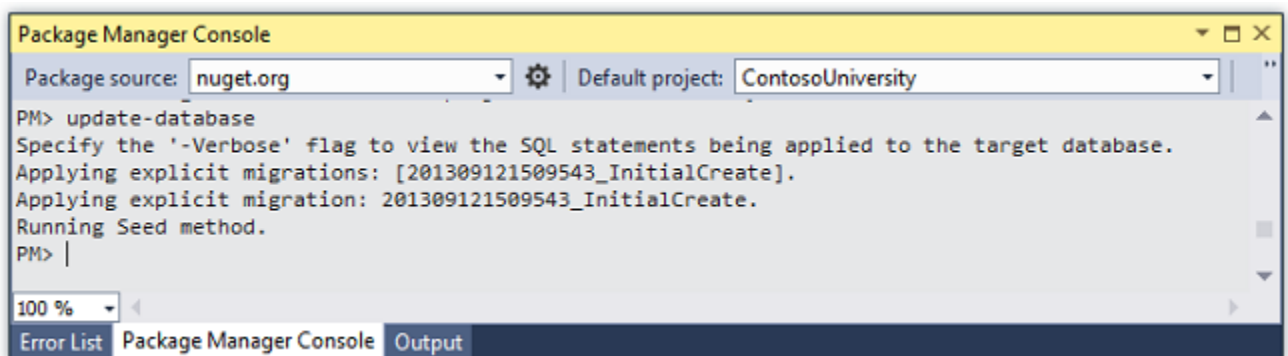 Package Manager Console
Package source: nuget.org Default project: ContosoUniversity
PM> update-database
Specify the '-Verbose' flag to view the SQL statements being applied to the target database.
Applying explicit migrations: [201309121509543_InitialCreate].
Applying explicit migration: 201309121509543_InitialCreate.
Running Seed method.
PM>
100 %
Error List Package Manager Console Output